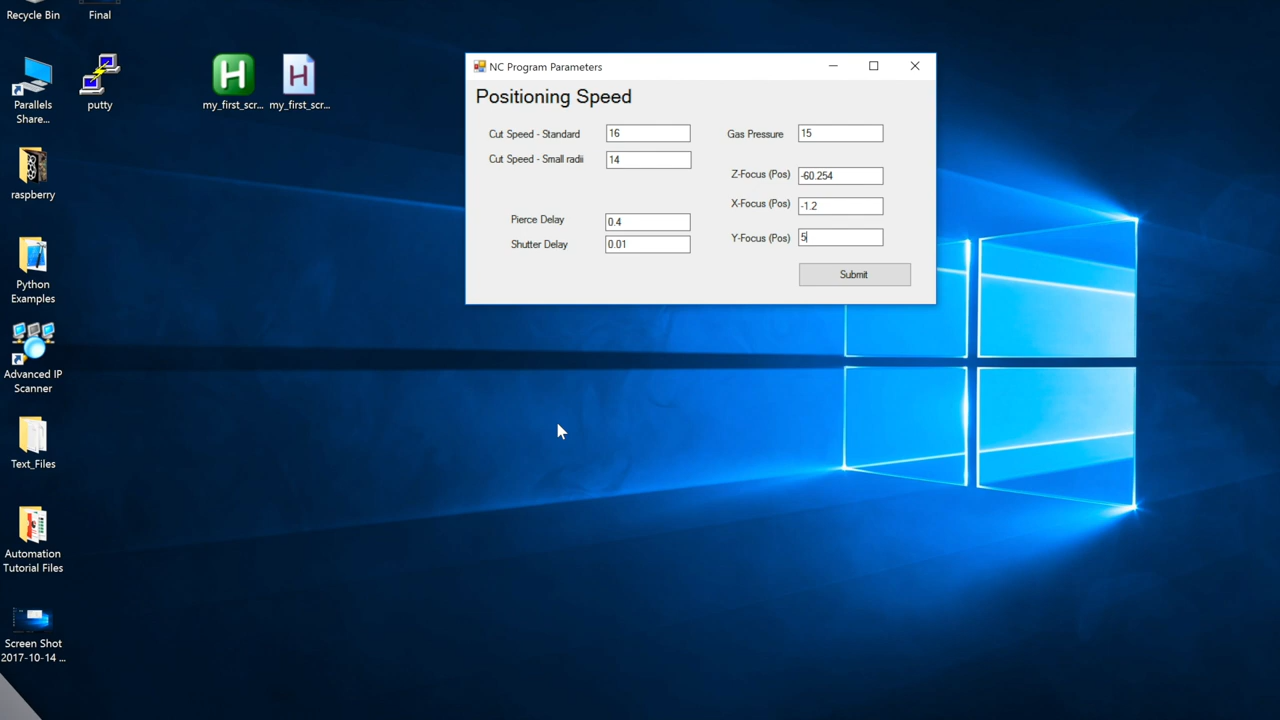 Recycle Bin
Final
Parallels
Share...
putty
my_first_scr...
my_first_scr...
raspberry
Python
Examples
Advanced IP
Scanner
Text_Files
Automation
Tutorial Files
Screen Shot
2017-10-14 ...
NC Program Parameters
Positioning Speed
Cut Speed - Standard
16
Cut Speed - Small radii
14
Pierce Delay
0.4
Shutter Delay
0.01
Gas Pressure
15
Z-Focus (Pos)
-60.254
X-Focus (Pos)
-1.2
Y-Focus (Pos)
5
Submit